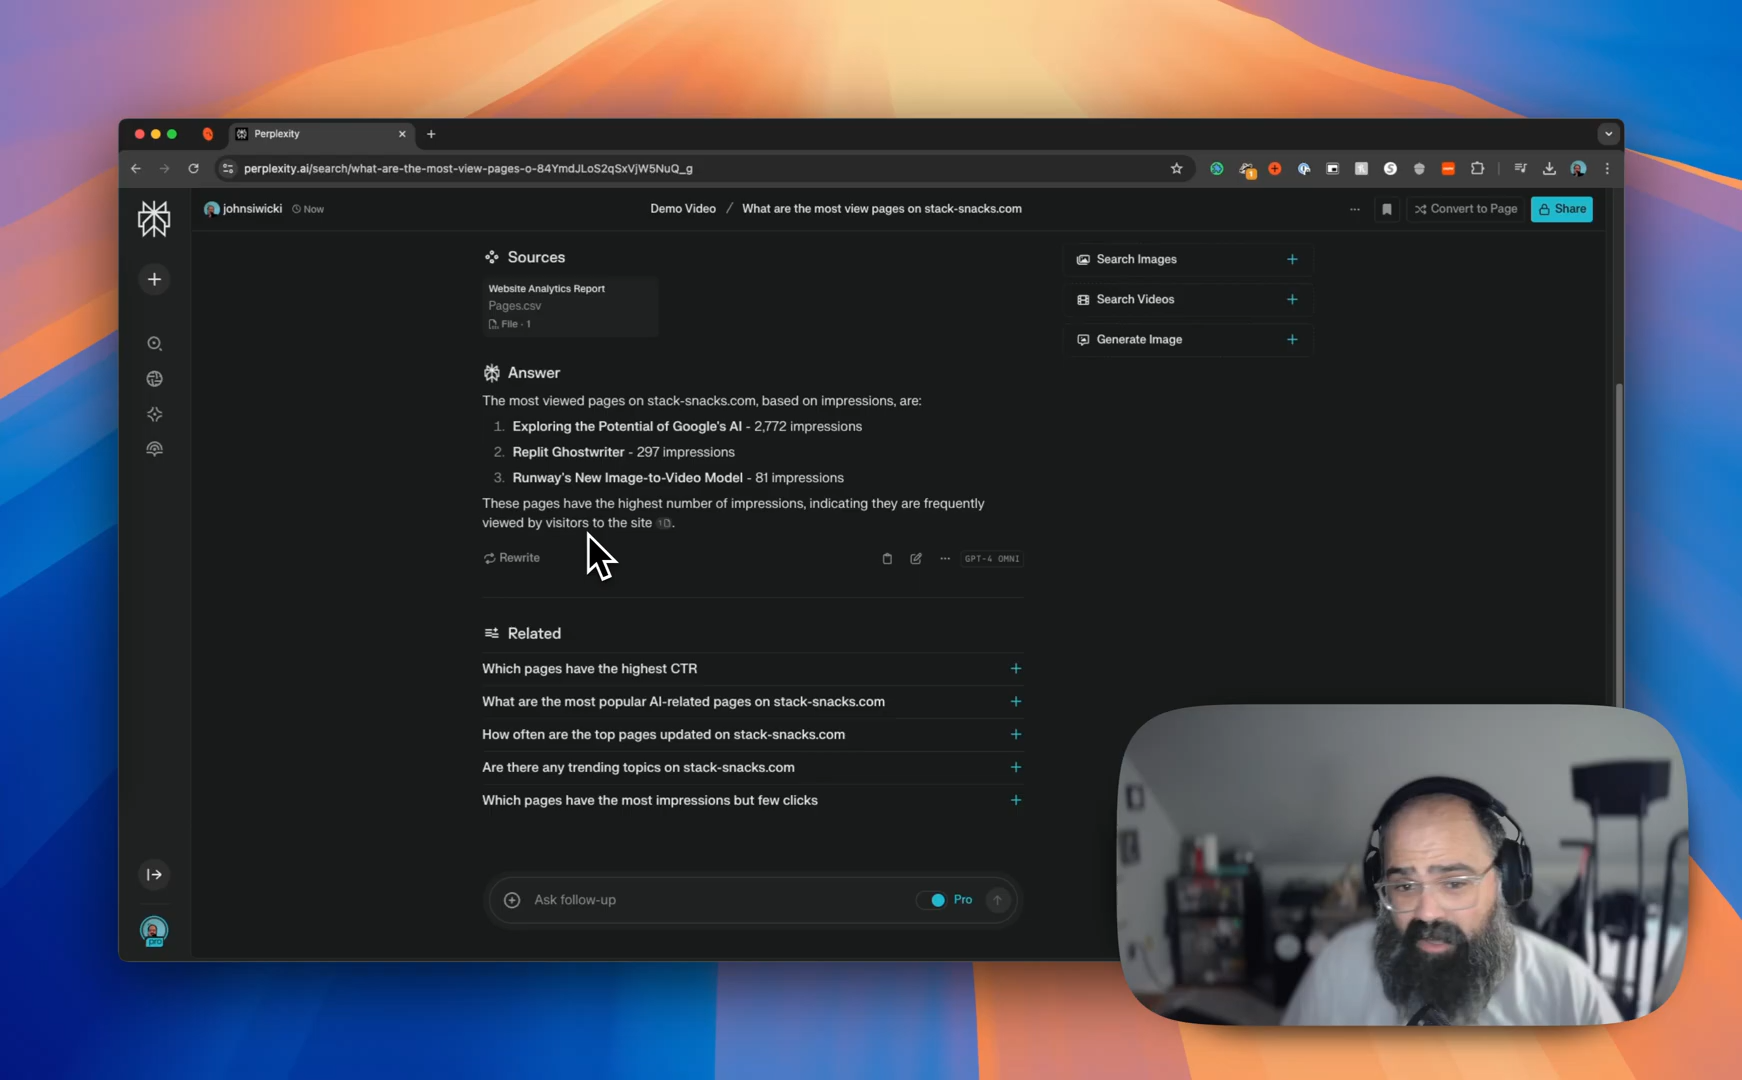 Perplexity
perplexity.ai/search/what-are-the-most-view-pages-o-84YmdJLoS2qSxVjW5NuQ_g
1
johnsiwicki Now
Demo Video / What are the most view pages on stack-snacks.com
Convert to Page
Share
Sources
Website Analytics Report
Pages.csv
File · 1
Search Images
Search Videos
Generate Image
Answer
The most viewed pages on stack-snacks.com, based on impressions, are:
1. Exploring the Potential of Google's AI - 2,772 impressions
2. Replit Ghostwriter - 297 impressions
3. Runway's New Image-to-Video Model - 81 impressions
These pages have the highest number of impressions, indicating they are frequently
viewed by visitors to the site 1.
Rewrite
GPT-4 OMNI
Related
Which pages have the highest CTR
What are the most popular AI-related pages on stack-snacks.com
How often are the top pages updated on stack-snacks.com
Are there any trending topics on stack-snacks.com
Which pages have the most impressions but few clicks
Ask follow-up
Pro
pro